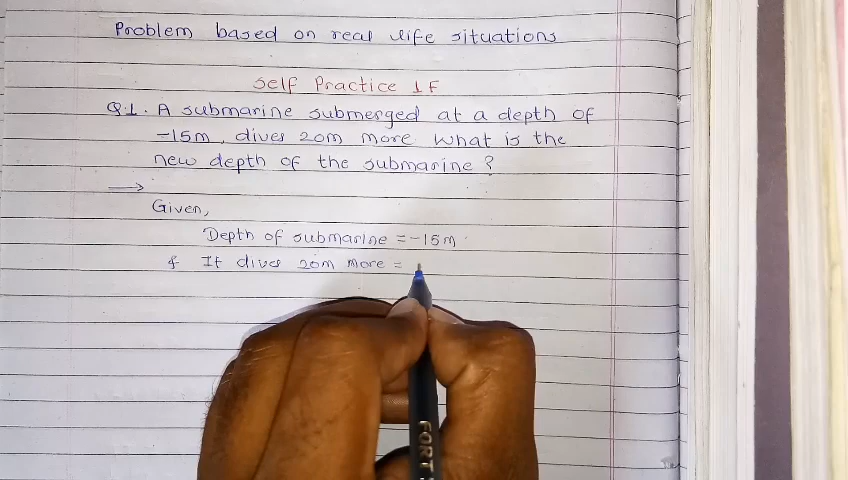 Problem based on real life situations
Self Practice 1F
Q1. A submarine submerged at a depth of
-15m, dives 20m more What is the
new depth of the submarine?
Given,
Depth of submarine = -15m
& It dives 20m more =
FORT